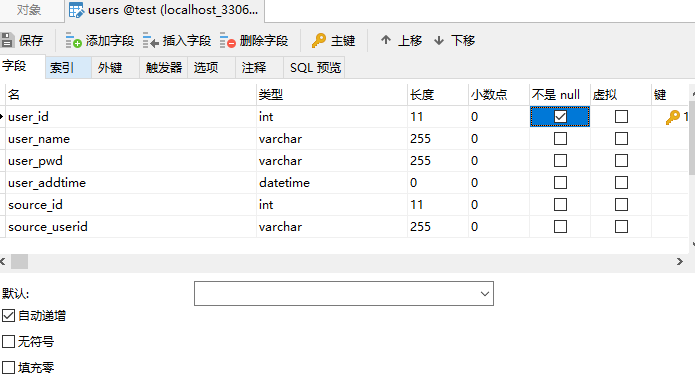 对象 users @test (localhost_3306...
保存 添加字段 插入字段 删除字段 主键 上移 下移
字段 索引 外键 触发器 选项 注释 SQL 预览
名 类型 长度 小数点 不是 null 虚拟 键
user_id int 11 0 1
user_name varchar 255 0
user_pwd varchar 255 0
user_addtime datetime 0 0
source_id int 11 0
source_userid varchar 255 0
默认:
自动递增
无符号
填充零